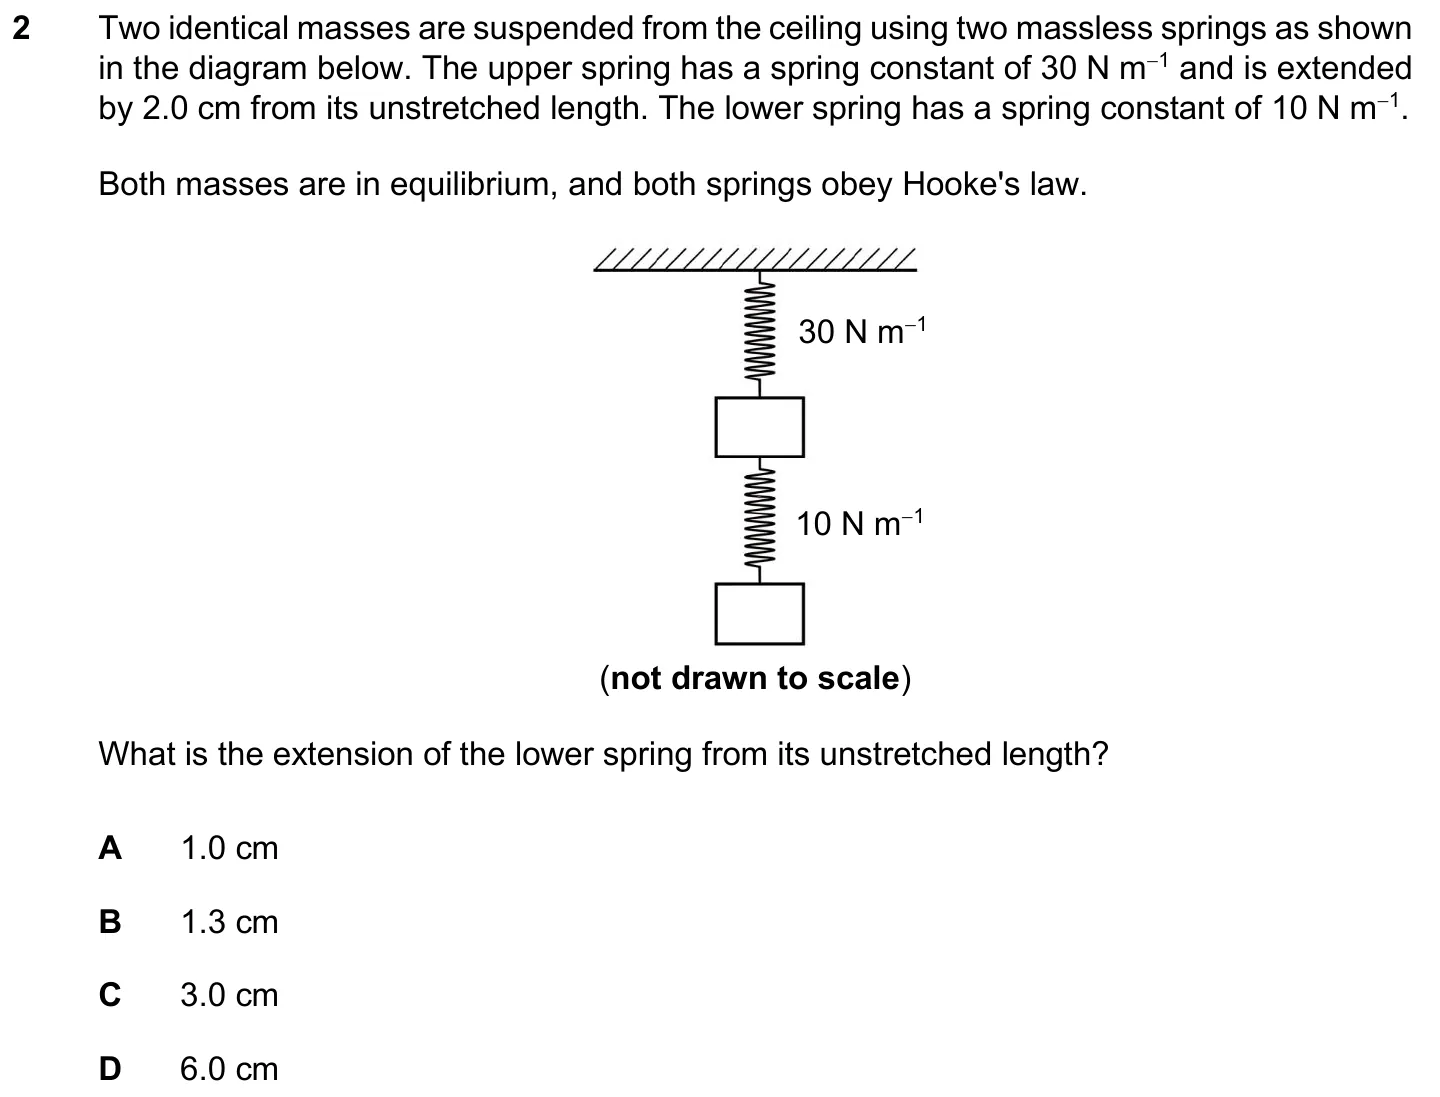 2 Two identical masses are suspended from the ceiling using two massless springs as shown
in the diagram below. The upper spring has a spring constant of 30 N m⁻¹ and is extended
by 2.0 cm from its unstretched length. The lower spring has a spring constant of 10 N m⁻¹.
Both masses are in equilibrium, and both springs obey Hooke's law.
30 N m⁻¹
10 N m⁻¹
(not drawn to scale)
What is the extension of the lower spring from its unstretched length?
A 1.0 cm
B 1.3 cm
C 3.0 cm
D 6.0 cm